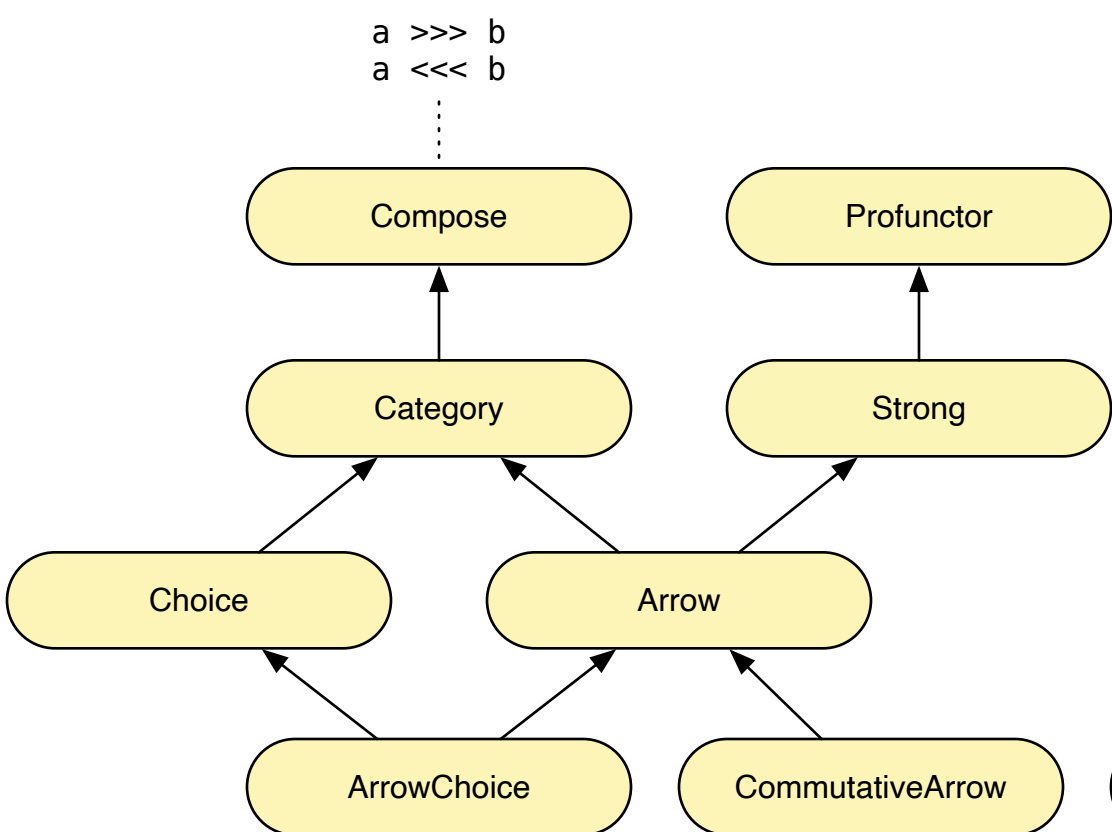 a >>> b
a <<< b
Compose
Profunctor
Category
Strong
Choice
Arrow
ArrowChoice
CommutativeArrow